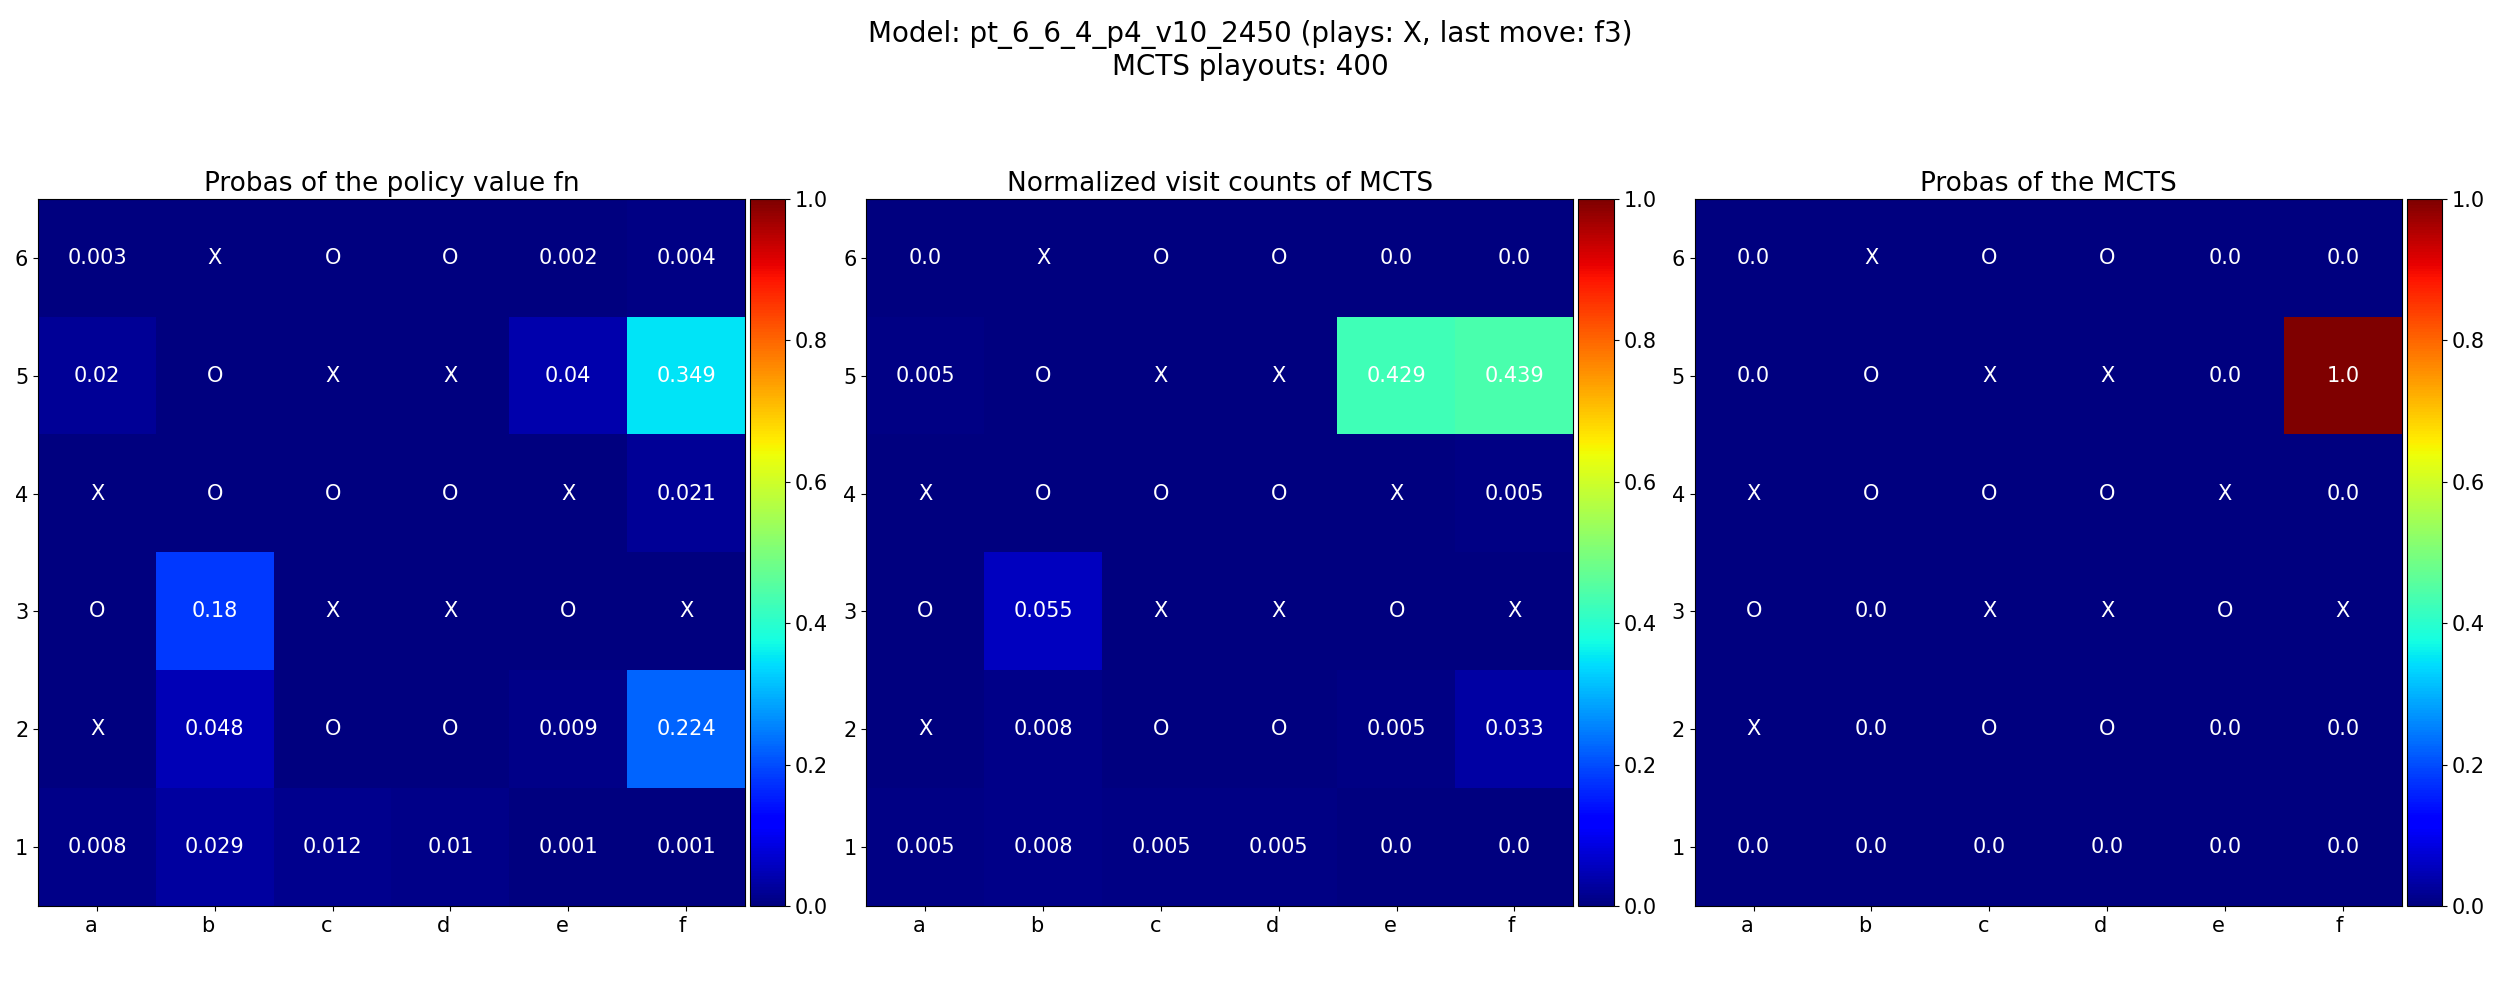 Model: pt_6_6_4_p4_v10_2450 (plays: X, last move: f3)
MCTS playouts: 400
Probas of the policy value fn
6 0.003 X O O 0.002 0.004
5 0.02 O X X 0.04 0.349
4 X O O O X 0.021
3 O 0.18 X X O X
2 X 0.048 O O 0.009 0.224
1 0.008 0.029 0.012 0.01 0.001 0.001
a b c d e f
1.0
0.8
0.6
0.4
0.2
0.0
Normalized visit counts of MCTS
6 0.0 X O O 0.0 0.0
5 0.005 O X X 0.429 0.439
4 X O O O X 0.005
3 O 0.055 X X O X
2 X 0.008 O O 0.005 0.033
1 0.005 0.008 0.005 0.005 0.0 0.0
a b c d e f
1.0
0.8
0.6
0.4
0.2
0.0
Probas of the MCTS
6 0.0 X O O 0.0 0.0
5 0.0 O X X 0.0 1.0
4 X O O O X 0.0
3 O 0.0 X X O X
2 X 0.0 O O 0.0 0.0
1 0.0 0.0 0.0 0.0 0.0 0.0
a b c d e f
1.0
0.8
0.6
0.4
0.2
0.0